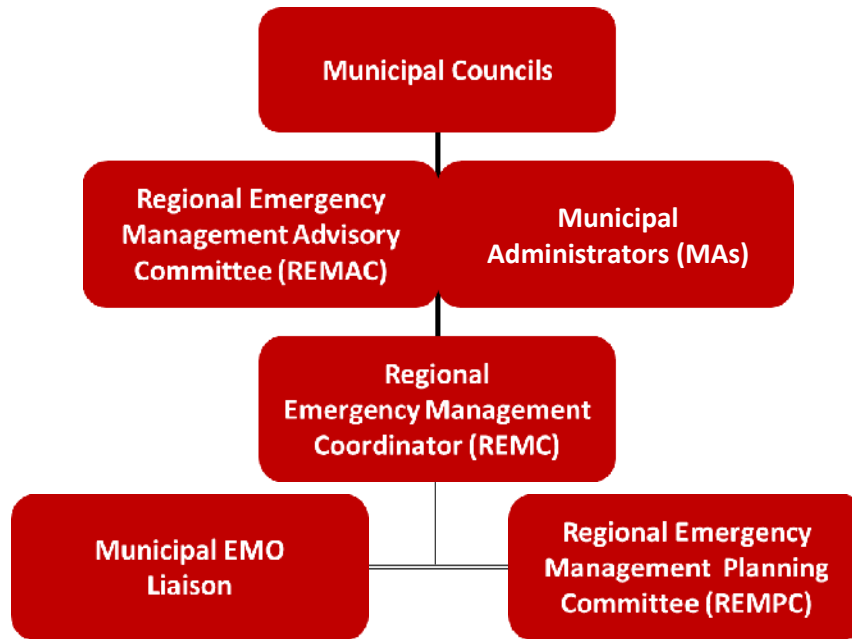 Municipal Councils
Regional Emergency
Management Advisory
Committee (REMAC)
Municipal
Administrators (MAs)
Regional
Emergency Management
Coordinator (REMC)
Municipal EMO
Liaison
Regional Emergency
Management Planning
Committee (REMPC)